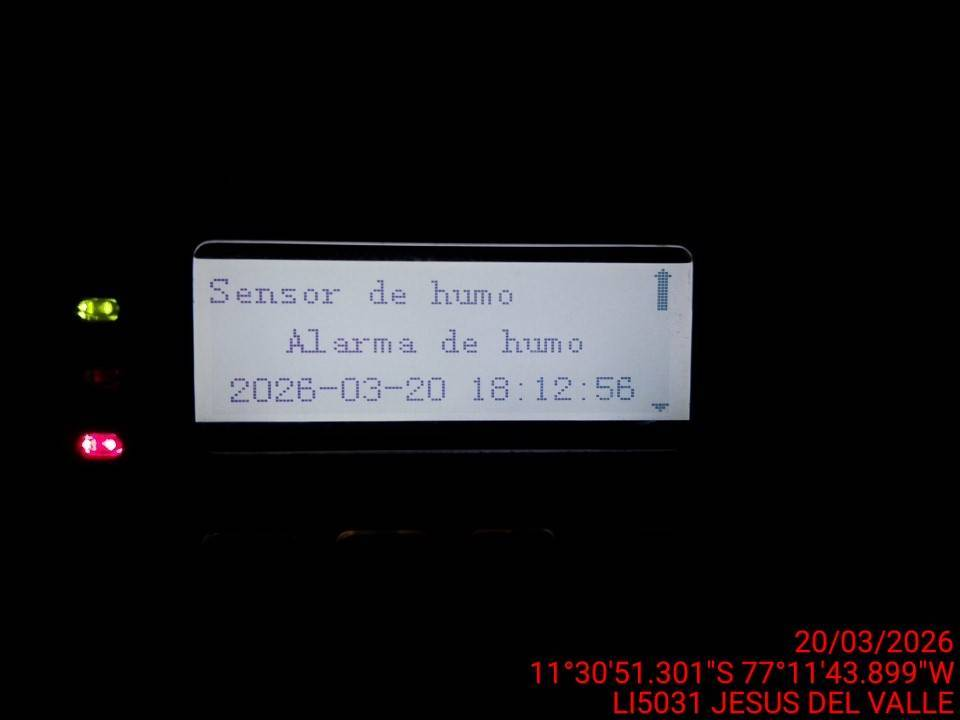 Sensor de humo
Alarma de humo
2026-03-20 18:12:56
20/03/2026
11°30'51.301"S 77°11'43.899"W
LI5031 JESUS DEL VALLE